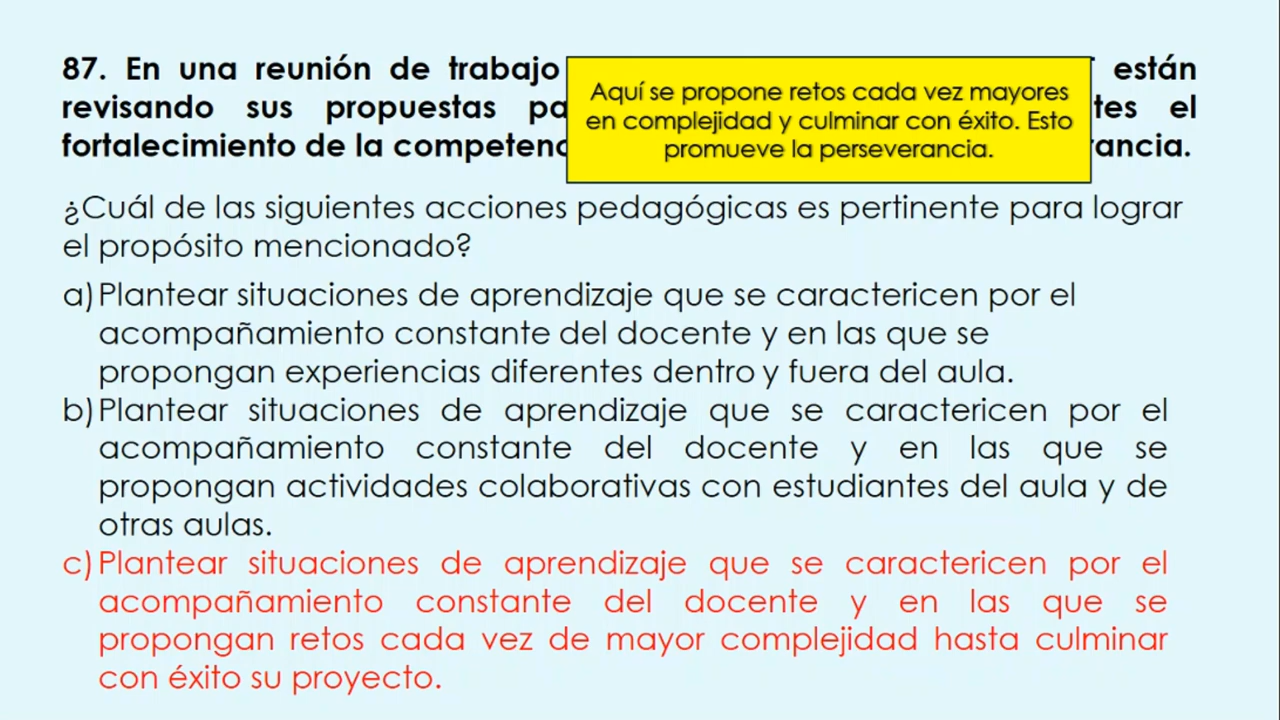 87. En una reunión de trabajo
están
revisando sus propuestas
el
fortalecimiento de la
Aquí se propone retos cada vez mayores
en complejidad y culminar con éxito. Esto
promueve la perseverancia.
¿Cuál de las siguientes acciones pedagógicas es pertinente para lograr
el propósito mencionado?
a) Plantear situaciones de aprendizaje que se caractericen por el
acompañamiento constante del docente y en las que se
propongan experiencias diferentes dentro y fuera del aula.
b) Plantear situaciones de aprendizaje que se caractericen por el
acompañamiento constante del docente y en las que se
propongan actividades colaborativas con estudiantes del aula y de
otras aulas.
c) Plantear situaciones de aprendizaje que se caractericen por el
acompañamiento constante del docente y en las que se
propongan retos cada vez de mayor complejidad hasta culminar
con éxito su proyecto.